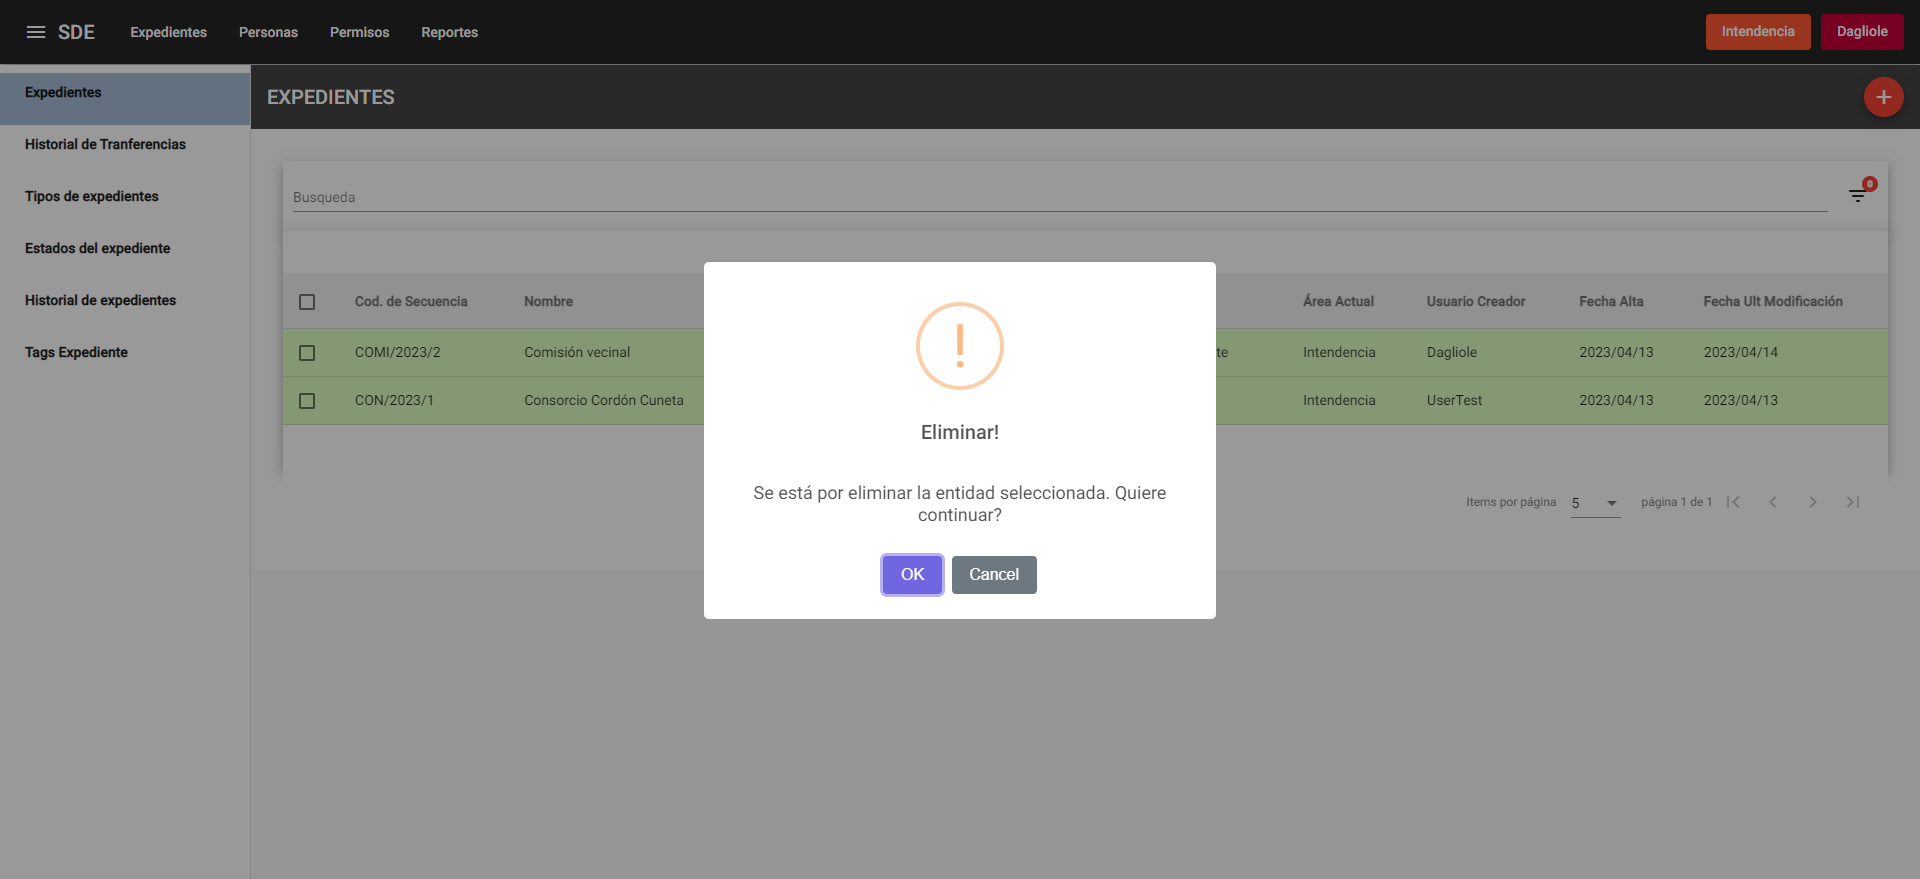 SDE Expedientes Personas Permisos Reportes Intendencia Dagliole
Expedientes
Historial de Tranferencias
Tipos de expedientes
Estados del expediente
Historial de expedientes
Tags Expediente
EXPEDIENTES +
Busqueda 0
Cod. de Secuencia Nombre Área Actual Usuario Creador Fecha Alta Fecha Ult Modificación
COMI/2023/2 Comisión vecinal te Intendencia Dagliole 2023/04/13 2023/04/14
CON/2023/1 Consorcio Cordón Cuneta Intendencia UserTest 2023/04/13 2023/04/13
Items por página 5 página 1 de 1
!
Eliminar!
Se está por eliminar la entidad seleccionada. Quiere
continuar?
OK Cancel